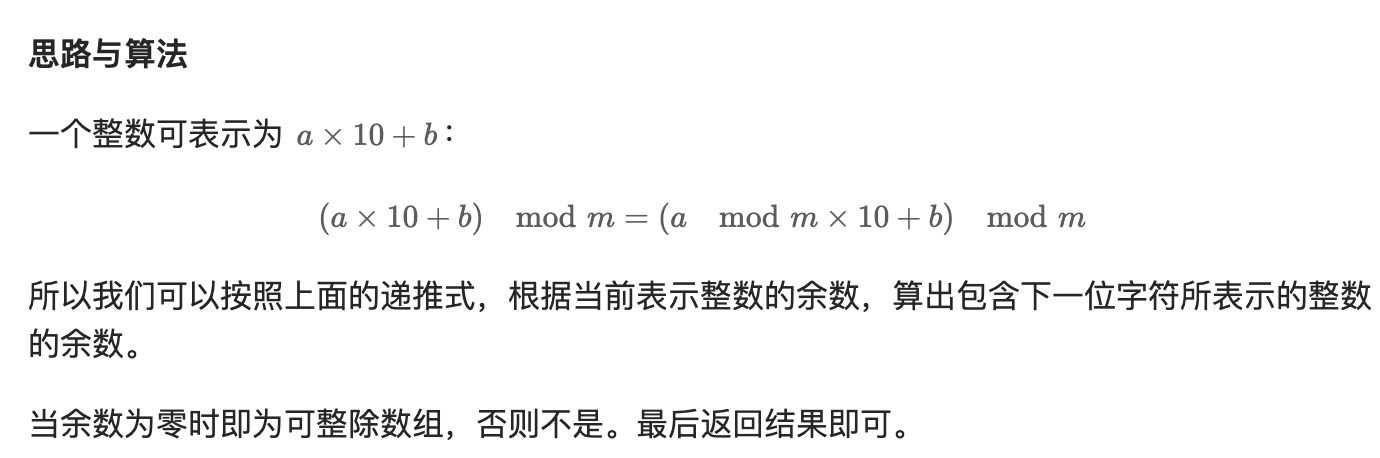 思路与算法
一个整数可表示为 a × 10 + b：
(a × 10 + b) mod m = (a mod m × 10 + b) mod m
所以我们可以按照上面的递推式，根据当前表示整数的余数，算出包含下一位字符所表示的整数
的余数。
当余数为零时即为可整除数组，否则不是。最后返回结果即可。